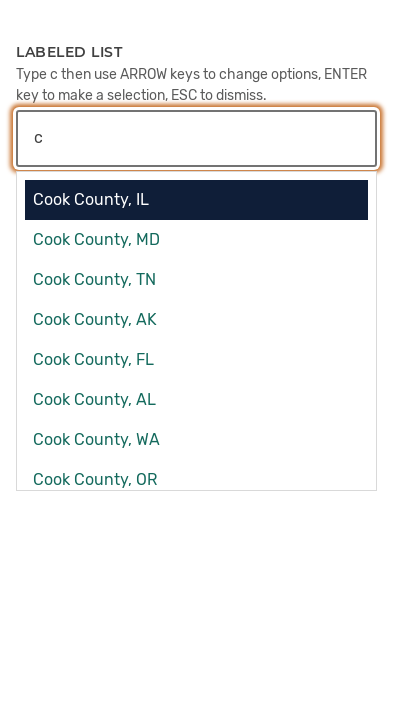 LABELED LIST
Type c then use ARROW keys to change options, ENTER
key to make a selection, ESC to dismiss.
c
Cook County, IL
Cook County, MD
Cook County, TN
Cook County, AK
Cook County, FL
Cook County, AL
Cook County, WA
Cook County, OR